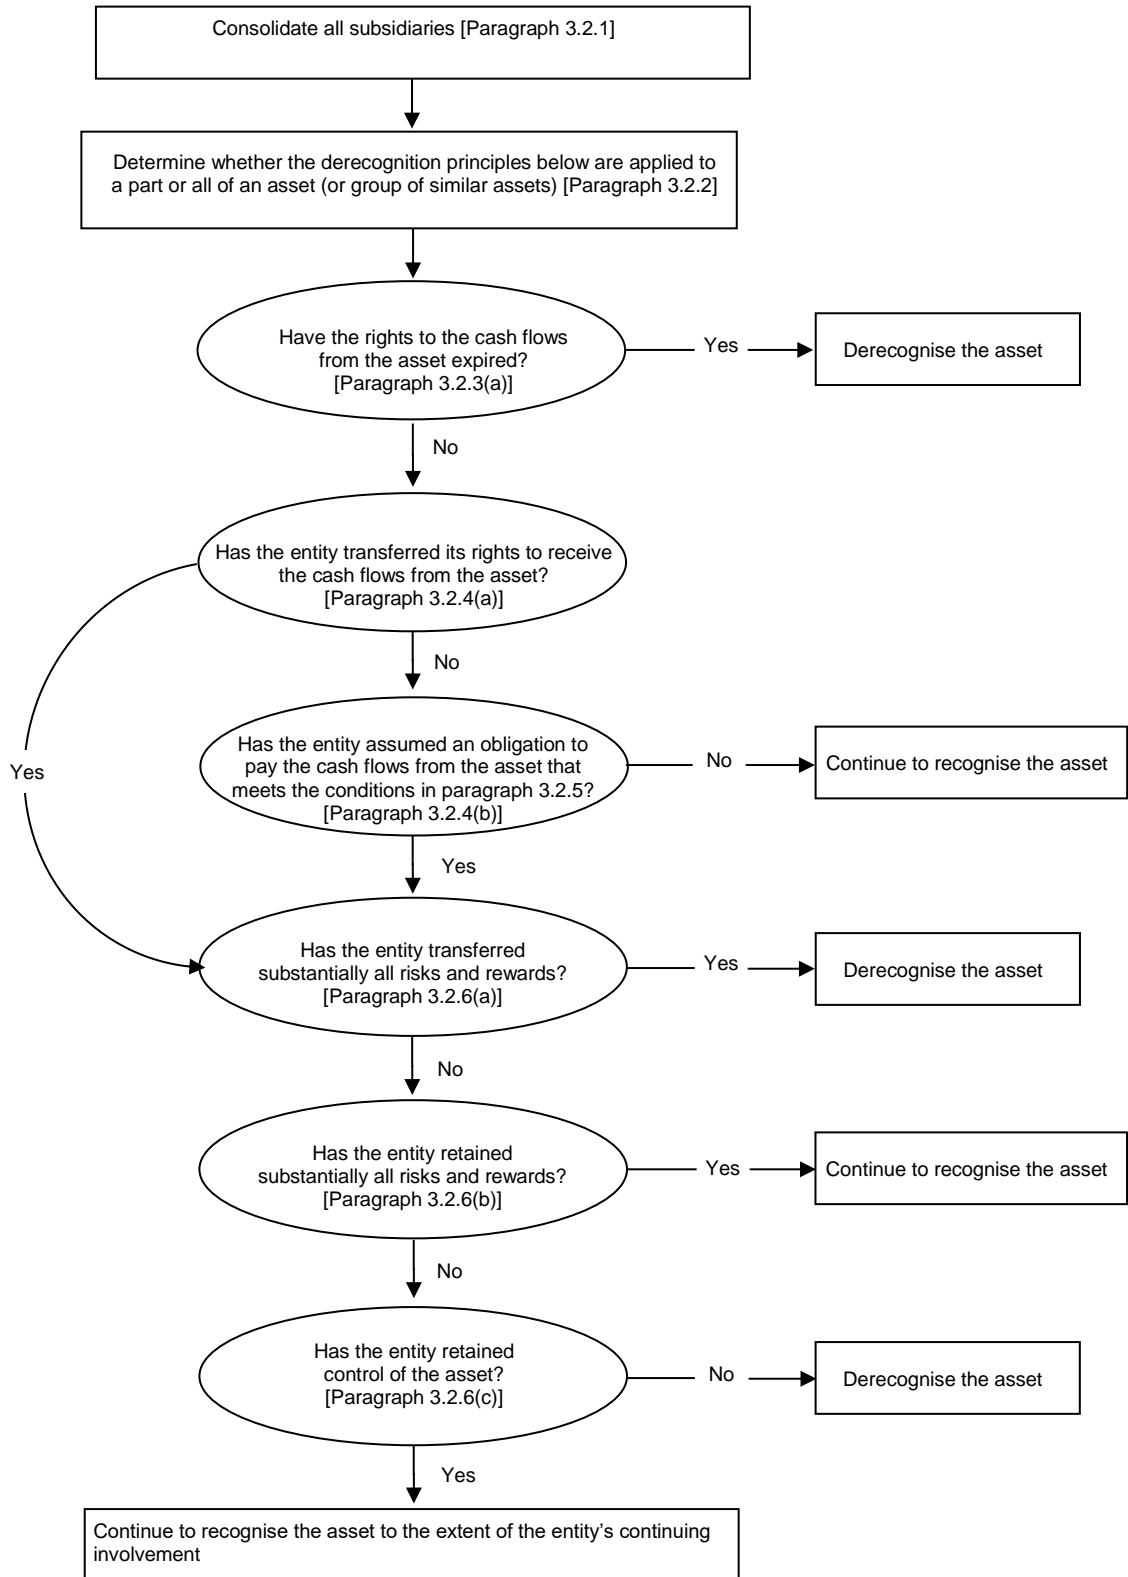 Consolidate all subsidiaries [Paragraph 3.2.1]
Determine whether the derecognition principles below are applied to
a part or all of an asset (or group of similar assets) [Paragraph 3.2.2]
Have the rights to the cash flows
from the asset expired?
[Paragraph 3.2.3(a)]
Yes
Derecognise the asset
No
Has the entity transferred its rights to receive
the cash flows from the asset?
[Paragraph 3.2.4(a)]
No
Yes
Has the entity assumed an obligation to
pay the cash flows from the asset that
meets the conditions in paragraph 3.2.5?
[Paragraph 3.2.4(b)]
No
Continue to recognise the asset
Yes
Has the entity transferred
substantially all risks and rewards?
[Paragraph 3.2.6(a)]
Yes
Derecognise the asset
No
Has the entity retained
substantially all risks and rewards?
[Paragraph 3.2.6(b)]
Yes
Continue to recognise the asset
No
Has the entity retained
control of the asset?
[Paragraph 3.2.6(c)]
No
Derecognise the asset
Yes
Continue to recognise the asset to the extent of the entity’s continuing
involvement